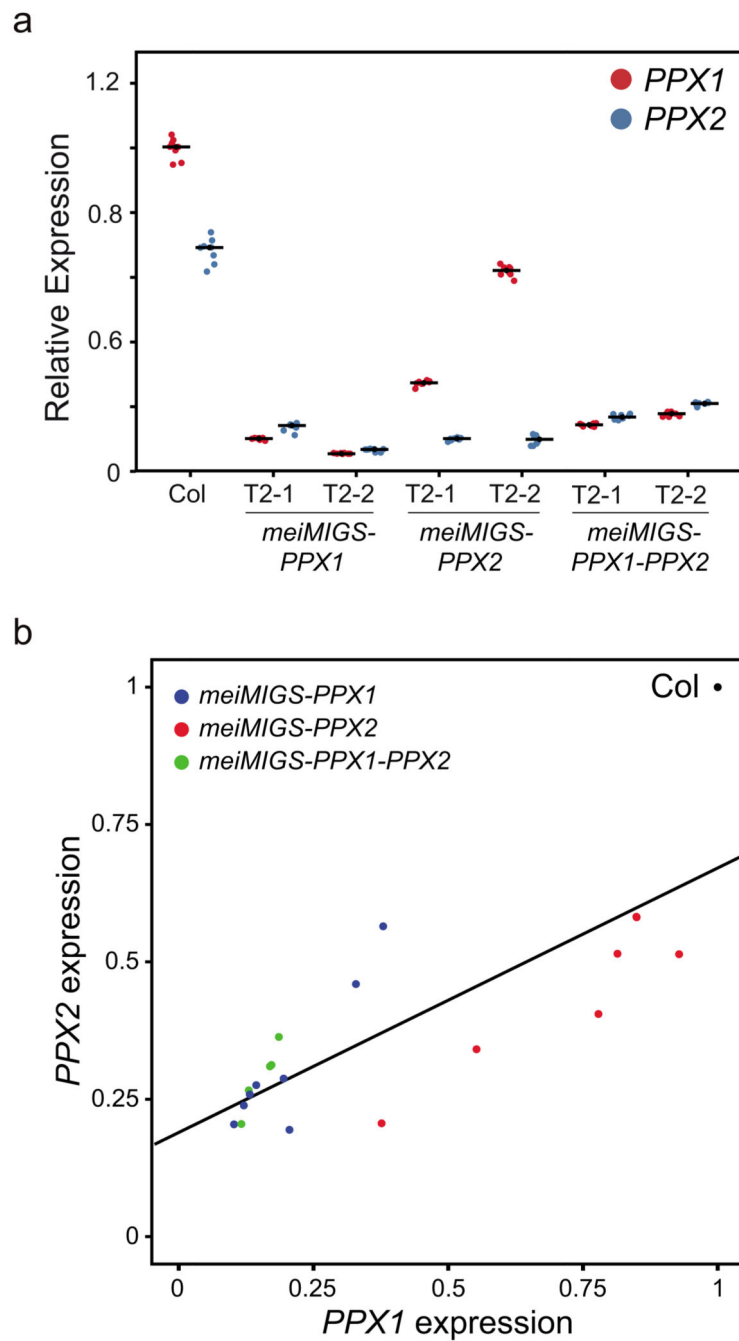 a
1.2
0.8
0.6
0
Relative Expression
PPX1
PPX2
Col
T2-1
T2-2
T2-1
T2-2
T2-1
T2-2
meiMIGS-
PPX1
meiMIGS-
PPX2
meiMIGS-
PPX1-PPX2
b
1
0.75
0.5
0.25
0
PPX2 expression
meiMIGS-PPX1
meiMIGS-PPX2
meiMIGS-PPX1-PPX2
Col
0
0.25
0.5
0.75
1
PPX1 expression